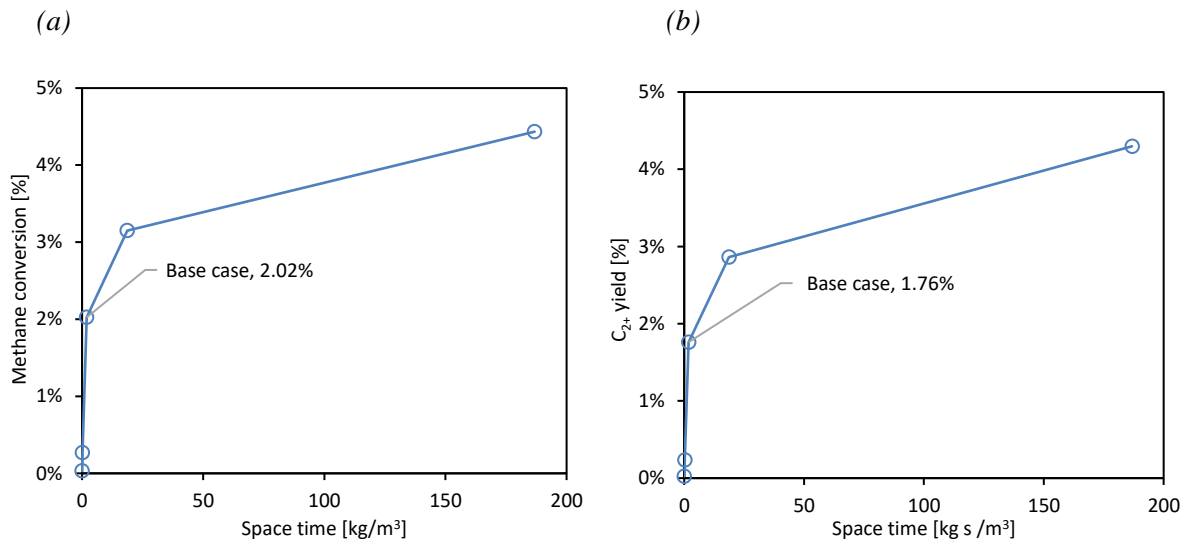 (a)
5%
4%
3%
2%
1%
0%
Methane conversion [%]
Base case, 2.02%
0 50 100 150 200
Space time [kg/m³]
(b)
5%
4%
3%
2%
1%
0%
C₂₊ yield [%]
Base case, 1.76%
0 50 100 150 200
Space time [kg s /m³]